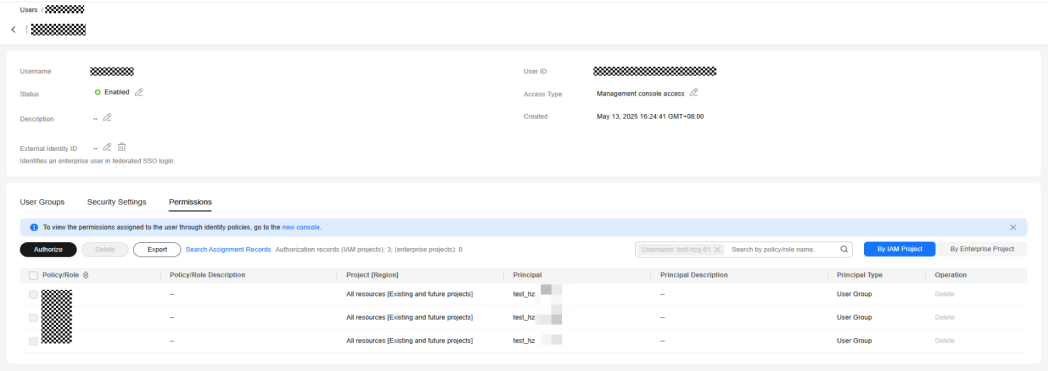 Users /
Username
User ID
Status Enabled
Access Type Management console access
Description --
Created May 13, 2025 16:24:41 GMT+08:00
External Identity ID --
Identifies an enterprise user in federated SSO login.
User Groups Security Settings Permissions
To view the permissions assigned to the user through identity policies, go to the new console.
Authorize Delete Export Search Assignment Records Authorization records (IAM projects): 3; (enterprise projects): 0 Username: test-hzq-01 Search by policy/role name. By IAM Project By Enterprise Project
Policy/Role Policy/Role Description Project [Region] Principal Principal Description Principal Type Operation
-- All resources [Existing and future projects] test_hz -- User Group Delete
-- All resources [Existing and future projects] test_hz -- User Group Delete
-- All resources [Existing and future projects] test_hz -- User Group Delete